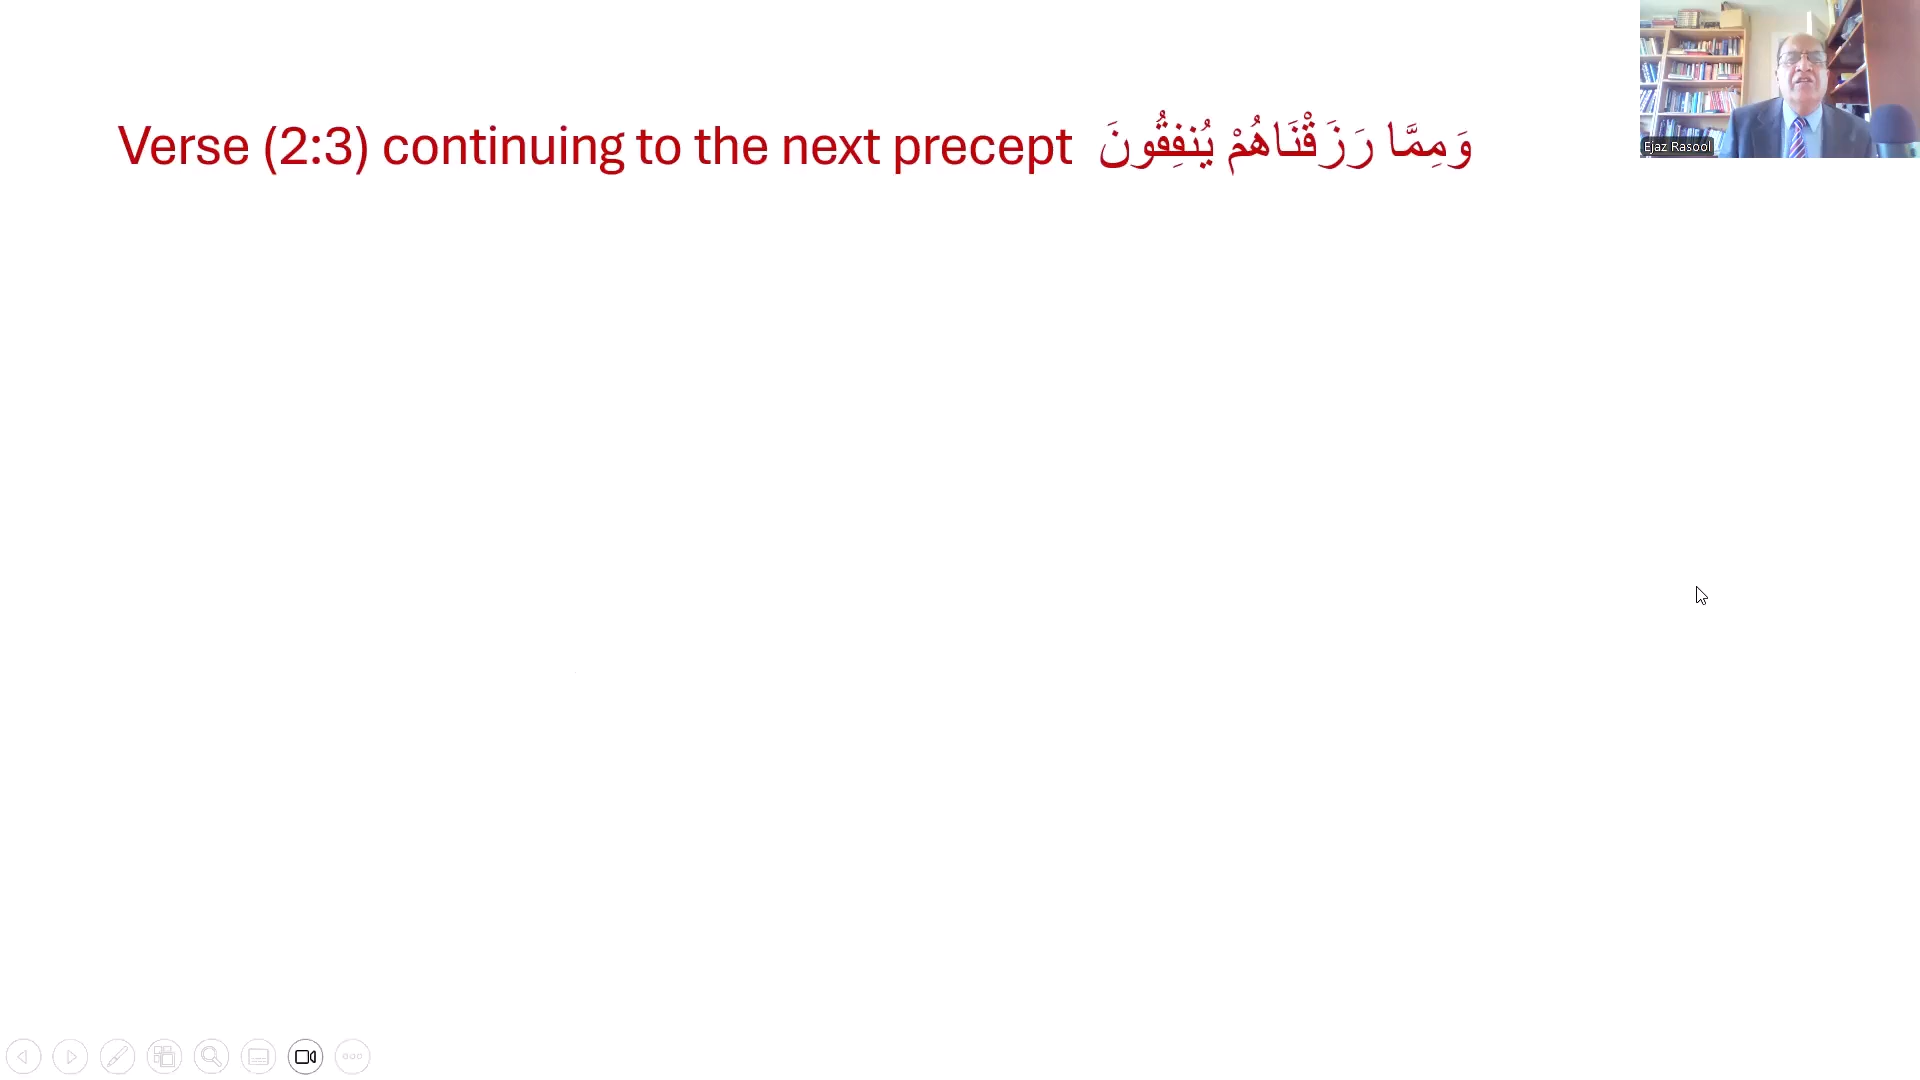 Verse (2:3) continuing to the next precept وَمِمَّا رَزَقْنَاهُمْ يُنفِقُونَ
Ejaz Rasool